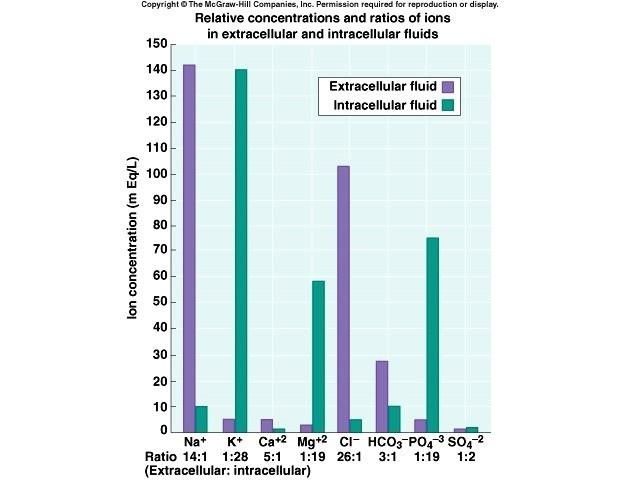 Copyright © The McGraw-Hill Companies, Inc. Permission required for reproduction or display.
Relative concentrations and ratios of ions
in extracellular and intracellular fluids
Ion concentration (m Eq/L)
150
140
130
120
110
100
90
80
70
60
50
40
30
20
10
0
Extracellular fluid
Intracellular fluid
Na⁺ K⁺ Ca⁺² Mg⁺² Cl⁻ HCO₃⁻ PO₄⁻³ SO₄⁻²
Ratio 14:1 1:28 5:1 1:19 26:1 3:1 1:19 1:2
(Extracellular: intracellular)